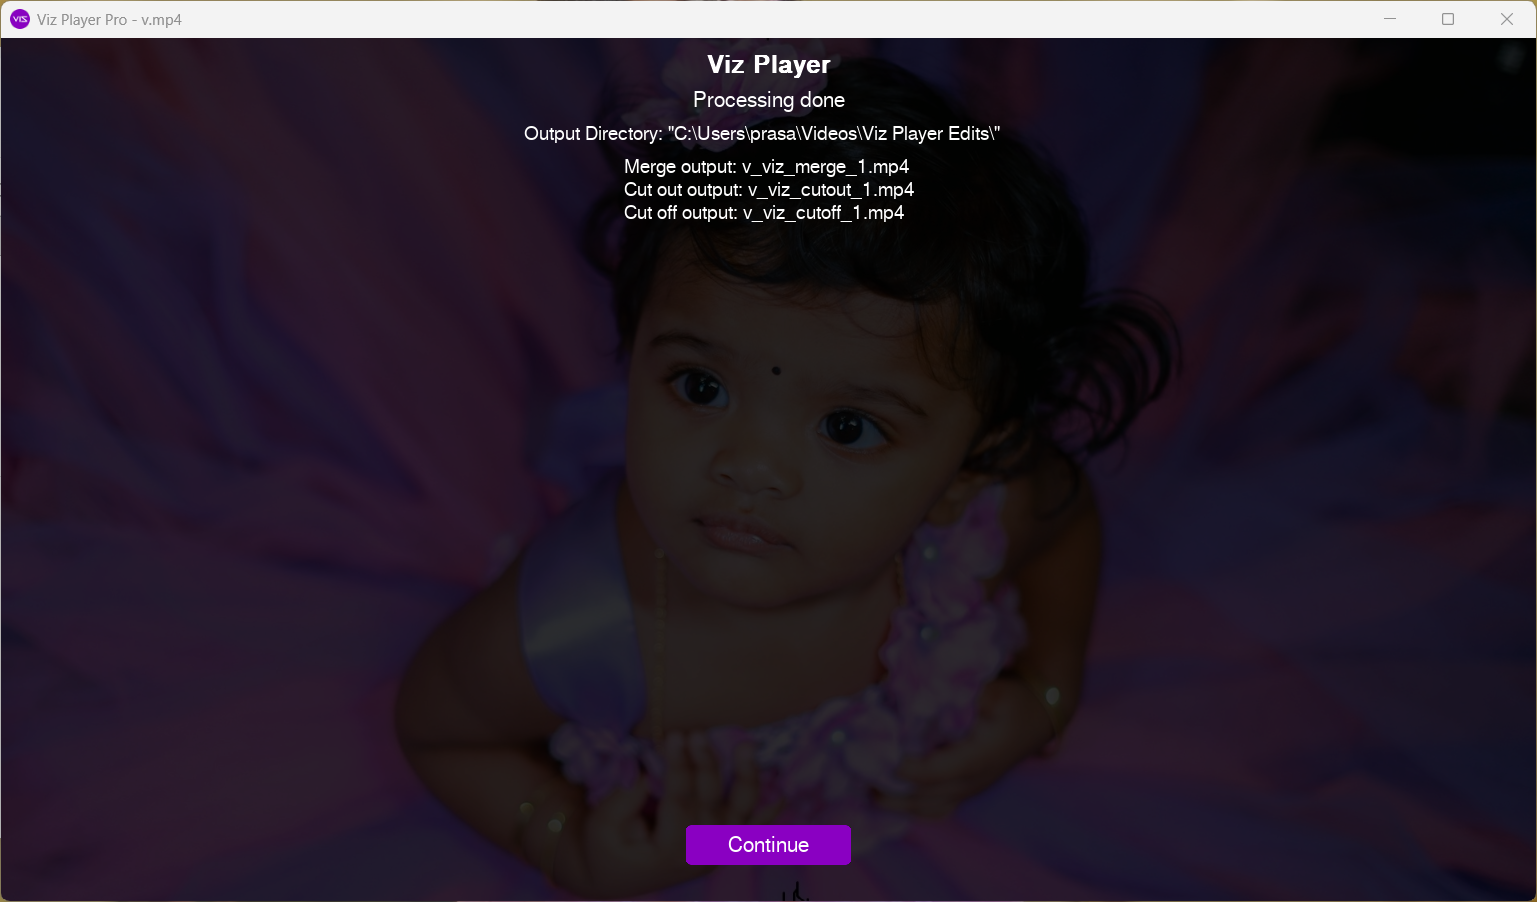 VIS Viz Player Pro - v.mp4
Viz Player
Processing done
Output Directory: "C:\Users\prasa\Videos\Viz Player Edits\"
Merge output: v_viz_merge_1.mp4
Cut out output: v_viz_cutout_1.mp4
Cut off output: v_viz_cutoff_1.mp4
Continue